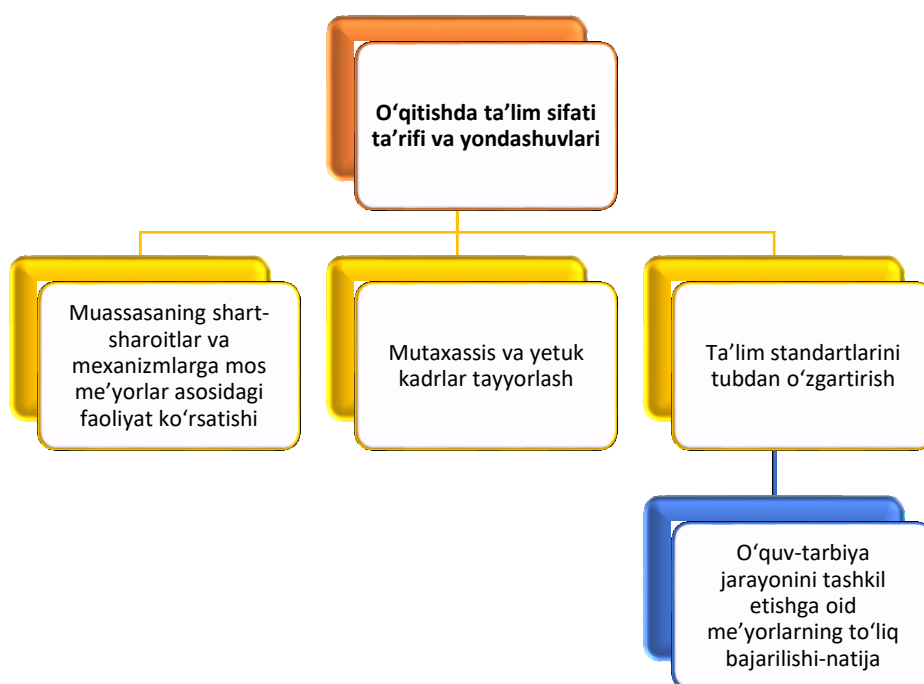 O‘qitishda ta’lim sifati
ta’rifi va yondashuvlari
Muassasaning shart-
sharoitlar va
mexanizmlarga mos
me’yorlar asosidagi
faoliyat ko‘rsatishi
Mutaxassis va yetuk
kadrlar tayyorlash
Ta’lim standartlarini
tubdan o‘zgartirish
O‘quv-tarbiya
jarayonini tashkil
etishga oid
me’yorlarning to‘liq
bajarilishi-natija